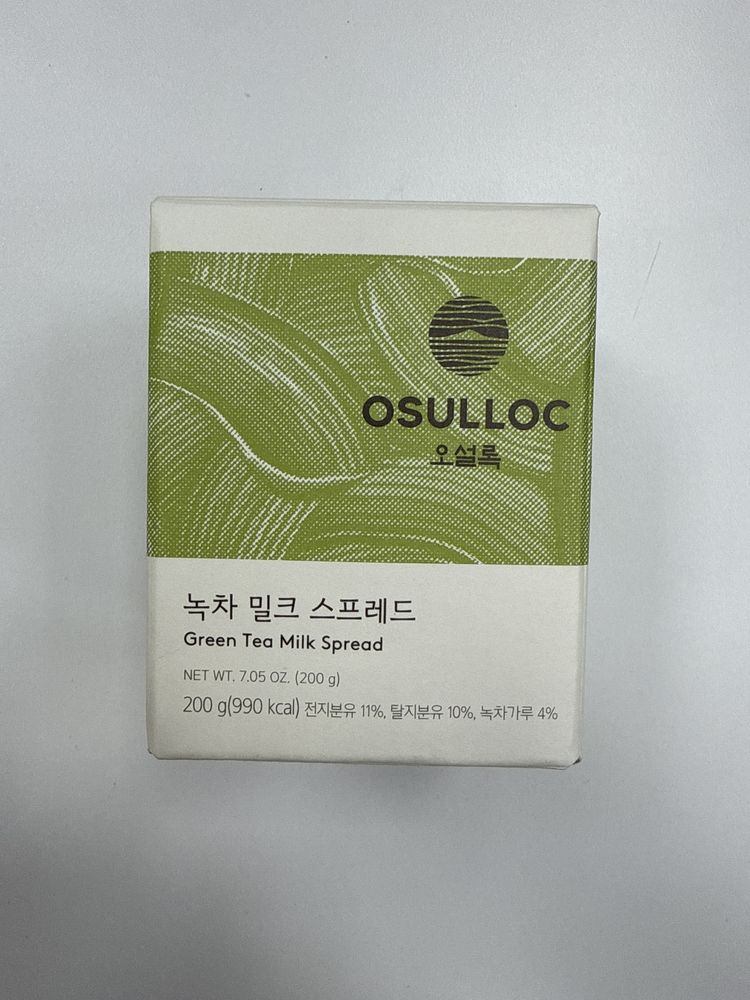 OSULLOC
오설록
녹차 밀크 스프레드
Green Tea Milk Spread
NET WT. 7.05 OZ. (200 g)
200 g(990 kcal) 전지분유 11%, 탈지분유 10%, 녹차가루 4%